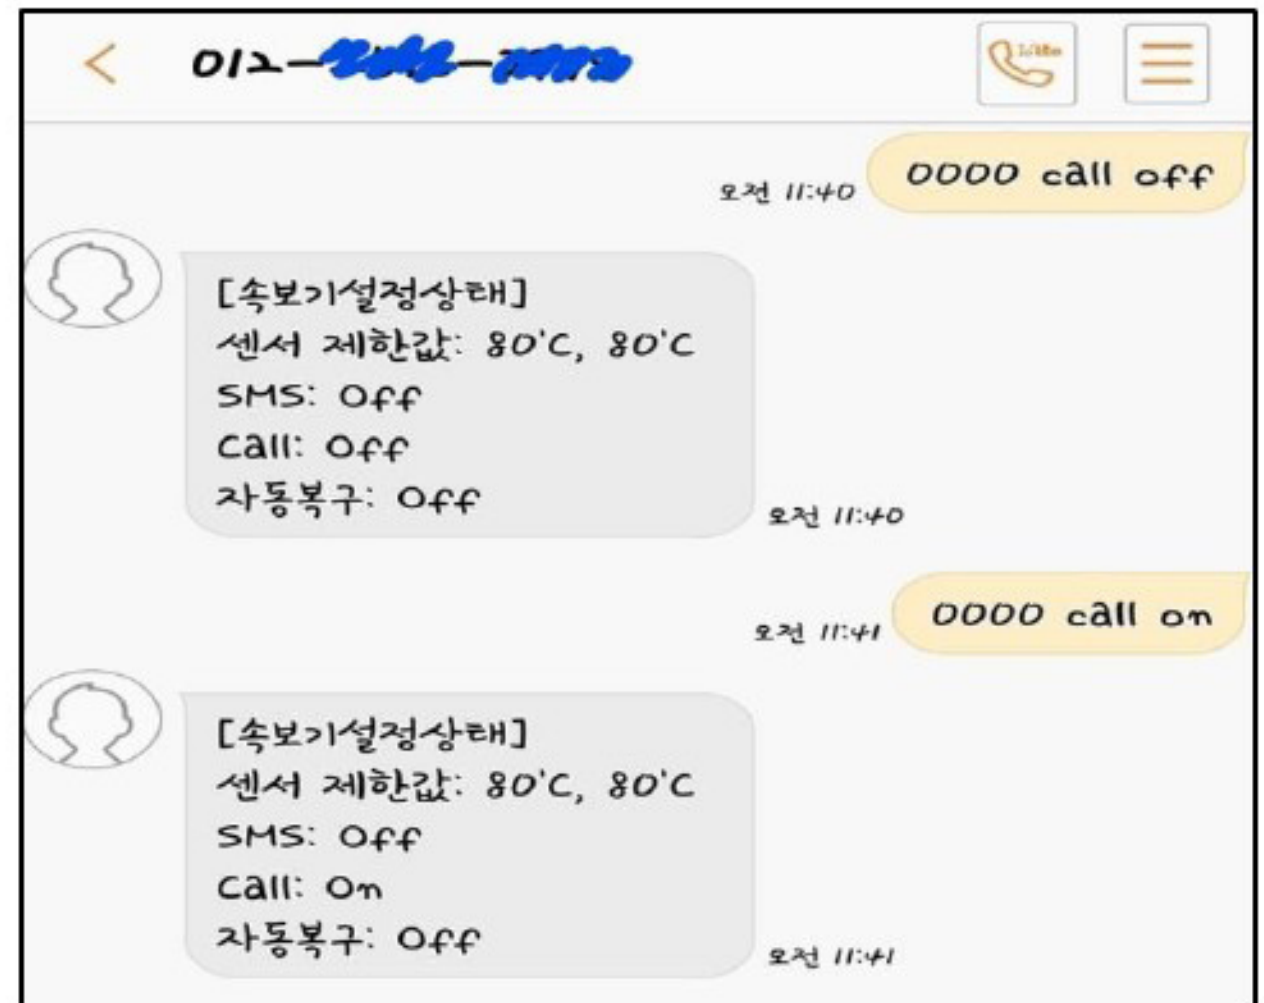 012-
0000 call off
오전 11:40
[속보기설정상태]
센서 제한값: 80'C, 80'C
SMS: Off
Call: Off
자동복구: Off
오전 11:40
0000 call on
오전 11:41
[속보기설정상태]
센서 제한값: 80'C, 80'C
SMS: Off
Call: On
자동복구: Off
오전 11:41